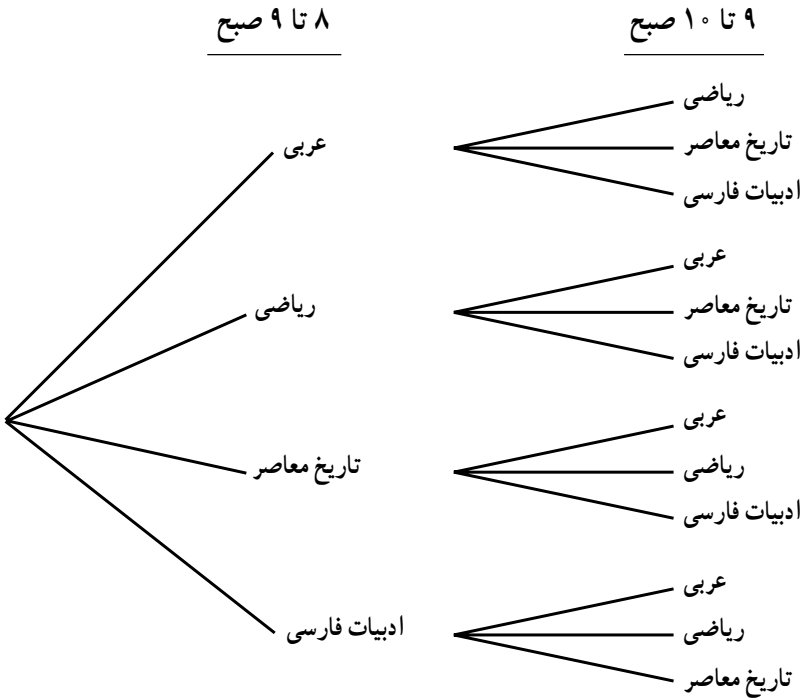 ۸ تا ۹ صبح
۹ تا ۱۰ صبح
عربی
ریاضی
تاریخ معاصر
ادبیات فارسی
ریاضی
عربی
تاریخ معاصر
ادبیات فارسی
تاریخ معاصر
عربی
ریاضی
ادبیات فارسی
ادبیات فارسی
عربی
ریاضی
تاریخ معاصر